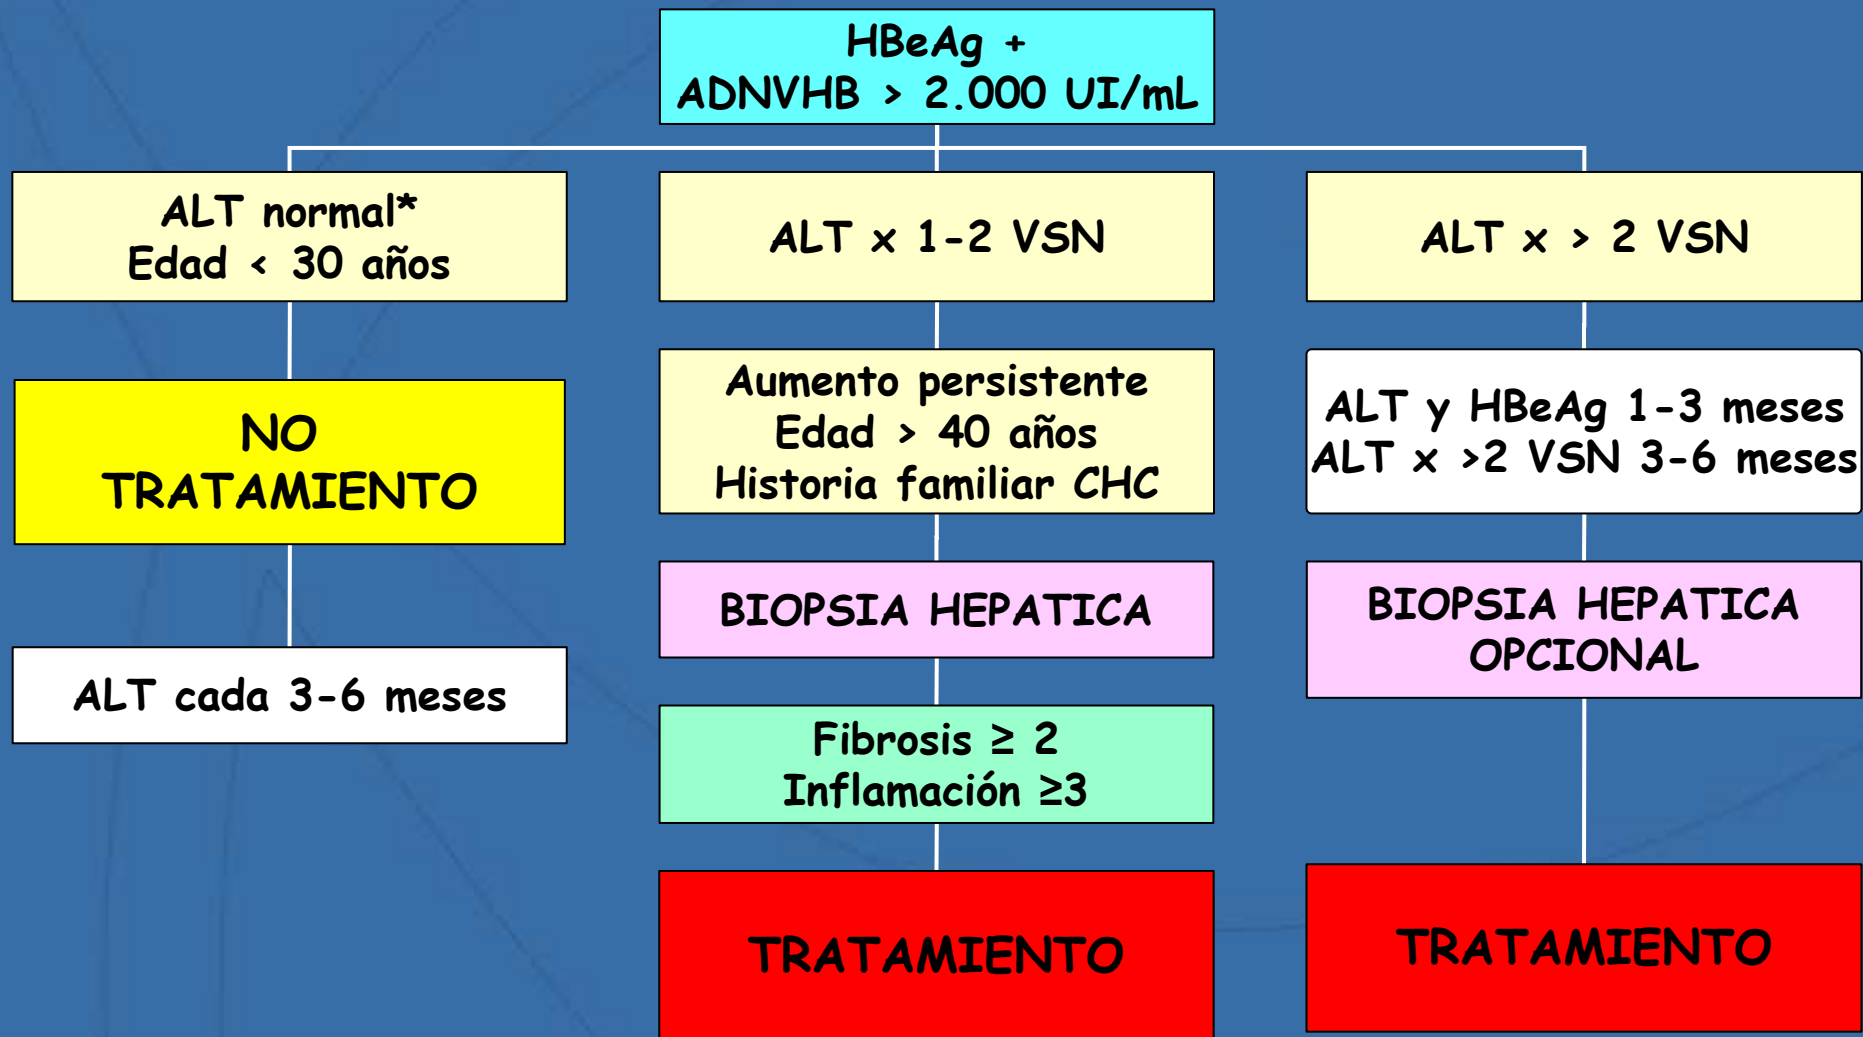 HBeAg +
ADNVHB > 2.000 UI/mL
ALT normal*
Edad < 30 años
NO
TRATAMIENTO
ALT cada 3-6 meses
ALT x 1-2 VSN
Aumento persistente
Edad > 40 años
Historia familiar CHC
BIOPSIA HEPATICA
Fibrosis ≥ 2
Inflamación ≥3
TRATAMIENTO
ALT x > 2 VSN
ALT y HBeAg 1-3 meses
ALT x >2 VSN 3-6 meses
BIOPSIA HEPATICA
OPCIONAL
TRATAMIENTO